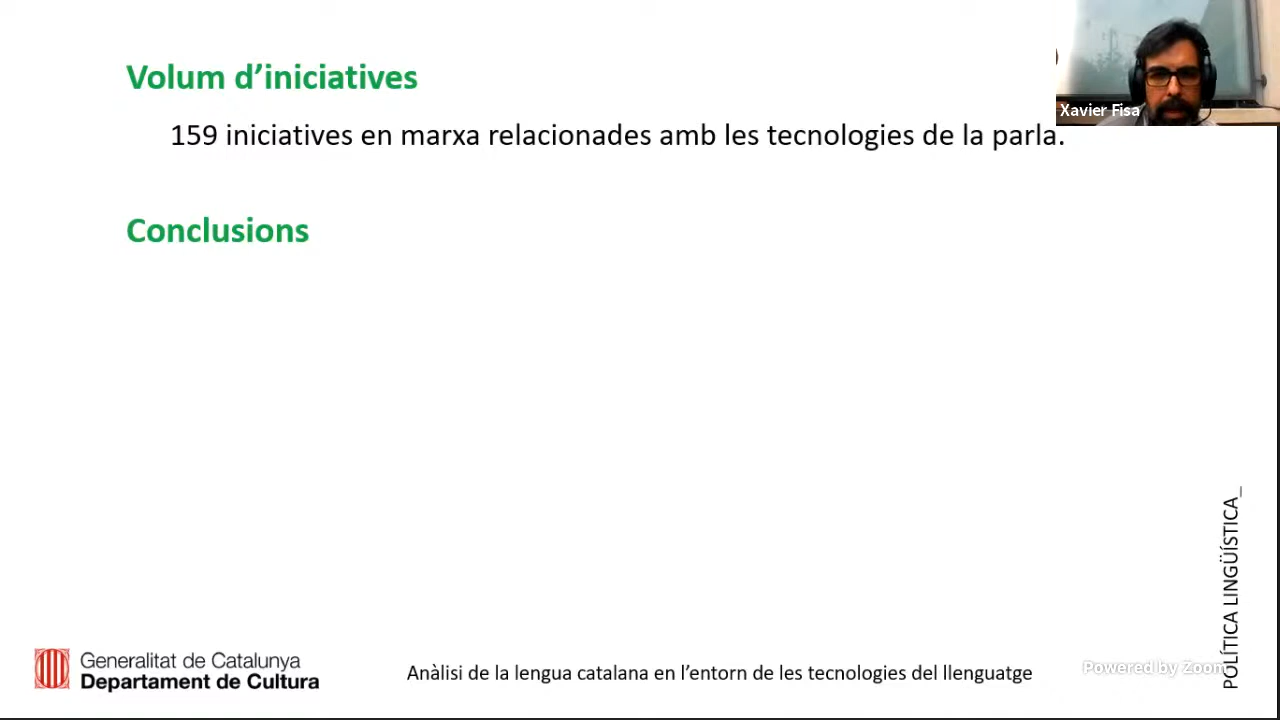 Volum d’iniciatives
Xavier Fisa
159 iniciatives en marxa relacionades amb les tecnologies de la parla.
Conclusions
POLÍTICA LINGÜÍSTICA_
Generalitat de Catalunya
Departament de Cultura
Anàlisi de la lengua catalana en l’entorn de les tecnologies del llenguatge
Powered by Zoom